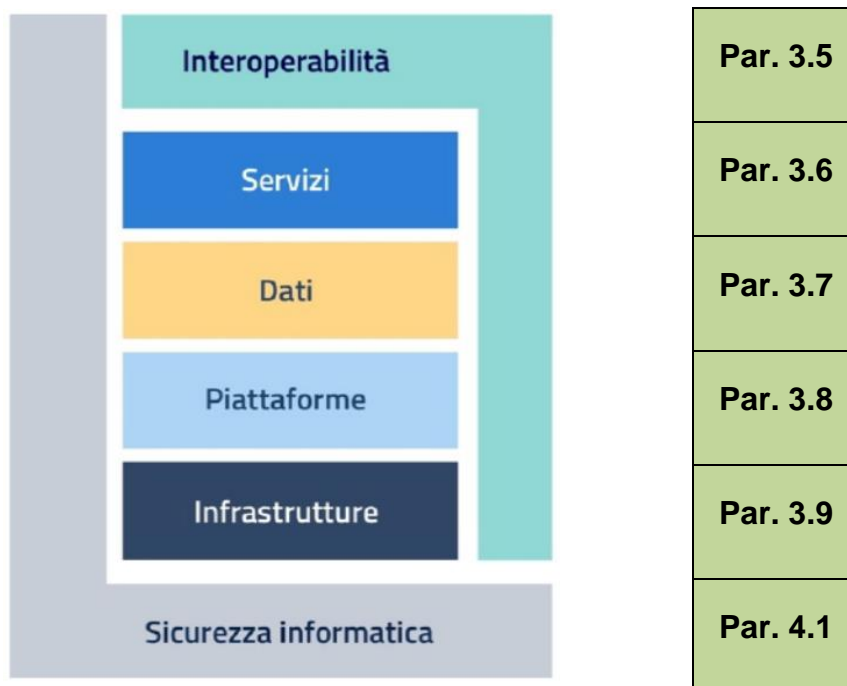 Interoperabilità
Par. 3.5
Servizi
Par. 3.6
Dati
Par. 3.7
Piattaforme
Par. 3.8
Infrastrutture
Par. 3.9
Sicurezza informatica
Par. 4.1